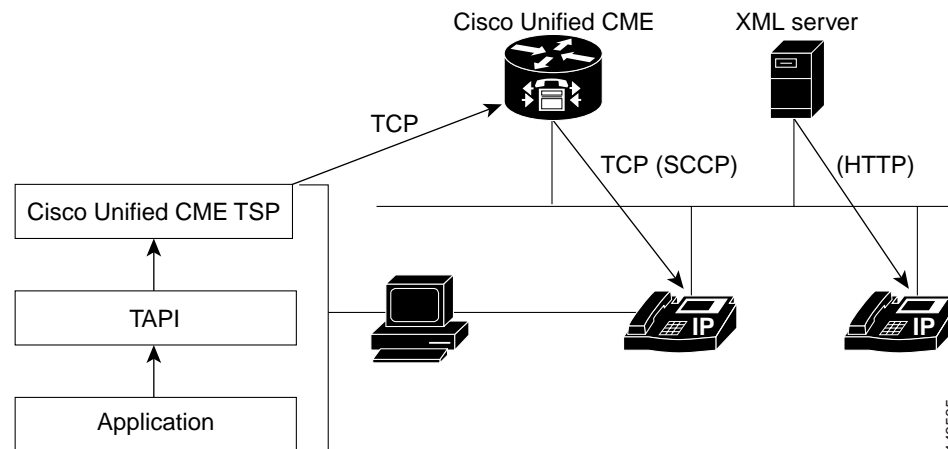 Cisco Unified CME
XML server
TCP
TCP (SCCP)
(HTTP)
Cisco Unified CME TSP
TAPI
IP
IP
Application